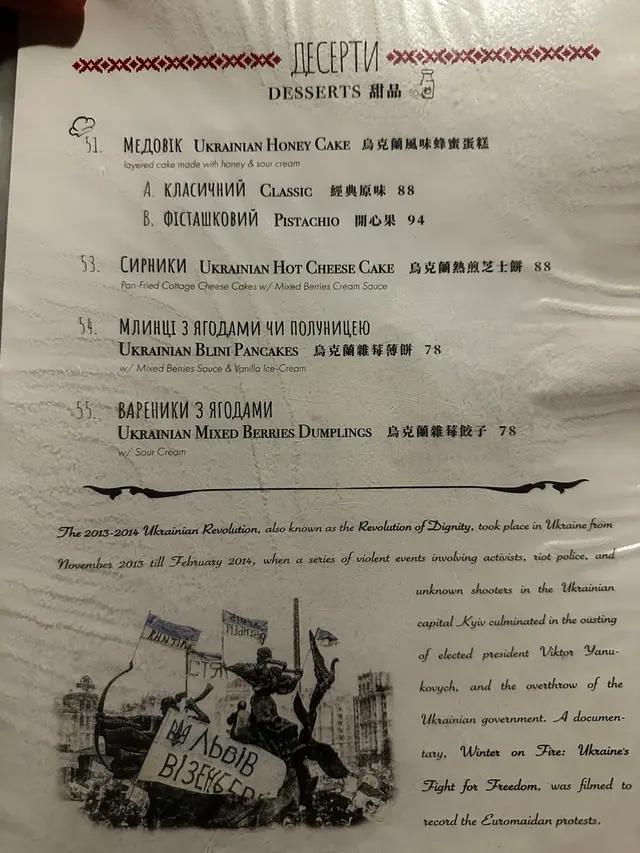 ДЕСЕРТИ
DESSERTS 甜品
51. Медовік Ukrainian Honey Cake 烏克蘭風味蜂蜜蛋糕
layered cake made with honey & sour cream
A. КЛАСИЧНИЙ Classic 經典原味 88
B. ФІСТАШКОВИЙ Pistachio 開心果 94
53. Сирники Ukrainian Hot Cheese Cake 烏克蘭熱煎芝士餅 88
Pan-Fried Cottage Cheese Cakes w/ Mixed Berries Cream Sauce
54. Млинці з ягодами чи полуницею
Ukrainian Blini Pancakes 烏克蘭雜莓薄餅 78
w/ Mixed Berries Sauce & Vanilla Ice-Cream
55. ВАРЕНИКИ З ЯГОДАМИ
Ukrainian Mixed Berries Dumplings 烏克蘭雜莓餃子 78
w/ Sour Cream
The 2013-2014 Ukrainian Revolution, also known as the Revolution of Dignity, took place in Ukraine from
November 2013 till February 2014, when a series of violent events involving activists, riot police, and
unknown shooters in the Ukrainian
capital Kyiv culminated in the ousting
of elected president Viktor Yanu-
kovych, and the overthrow of the
Ukrainian government. A documen-
tary, Winter on Fire: Ukraine's
Fight for Freedom, was filmed to
record the Euromaidan protests.
ЛЬВІВ